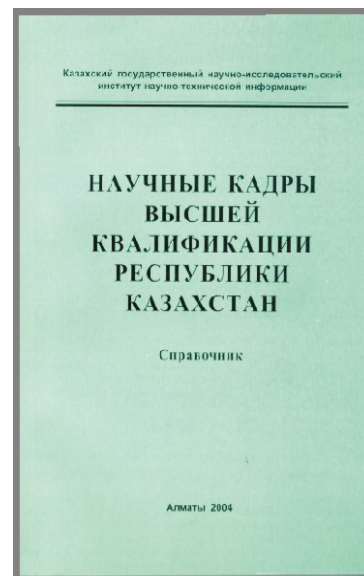 Казахский государственный научно-исследовательский
институт научно-технической информации
НАУЧНЫЕ КАДРЫ
ВЫСШЕЙ
КВАЛИФИКАЦИИ
РЕСПУБЛИКИ
КАЗАХСТАН
Справочник
Алматы 2004